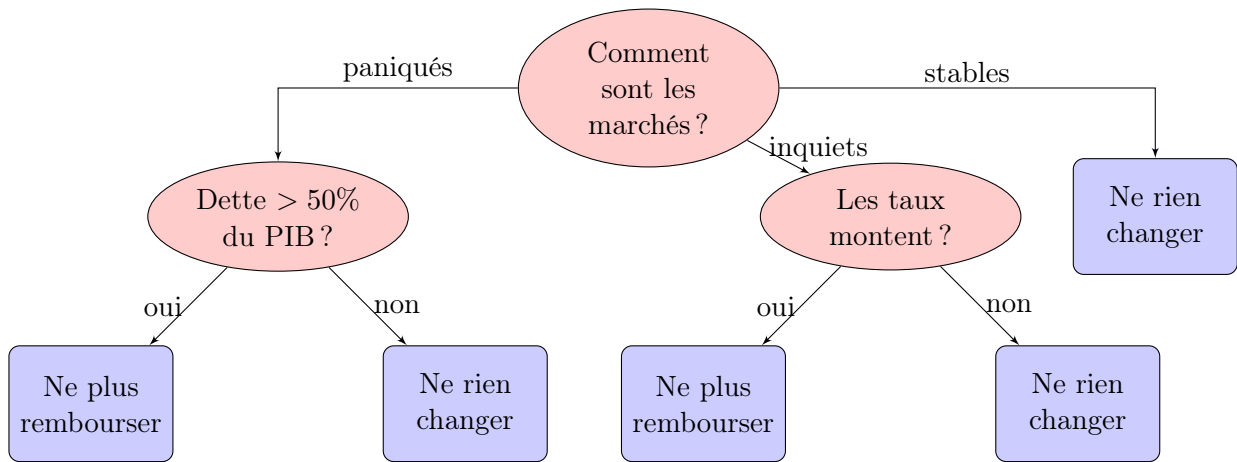 Comment
sont les
marchés ?
paniqués
stables
inquiets
Dette > 50%
du PIB ?
Les taux
montent ?
Ne rien
changer
oui
non
oui
non
Ne plus
rembourser
Ne rien
changer
Ne plus
rembourser
Ne rien
changer